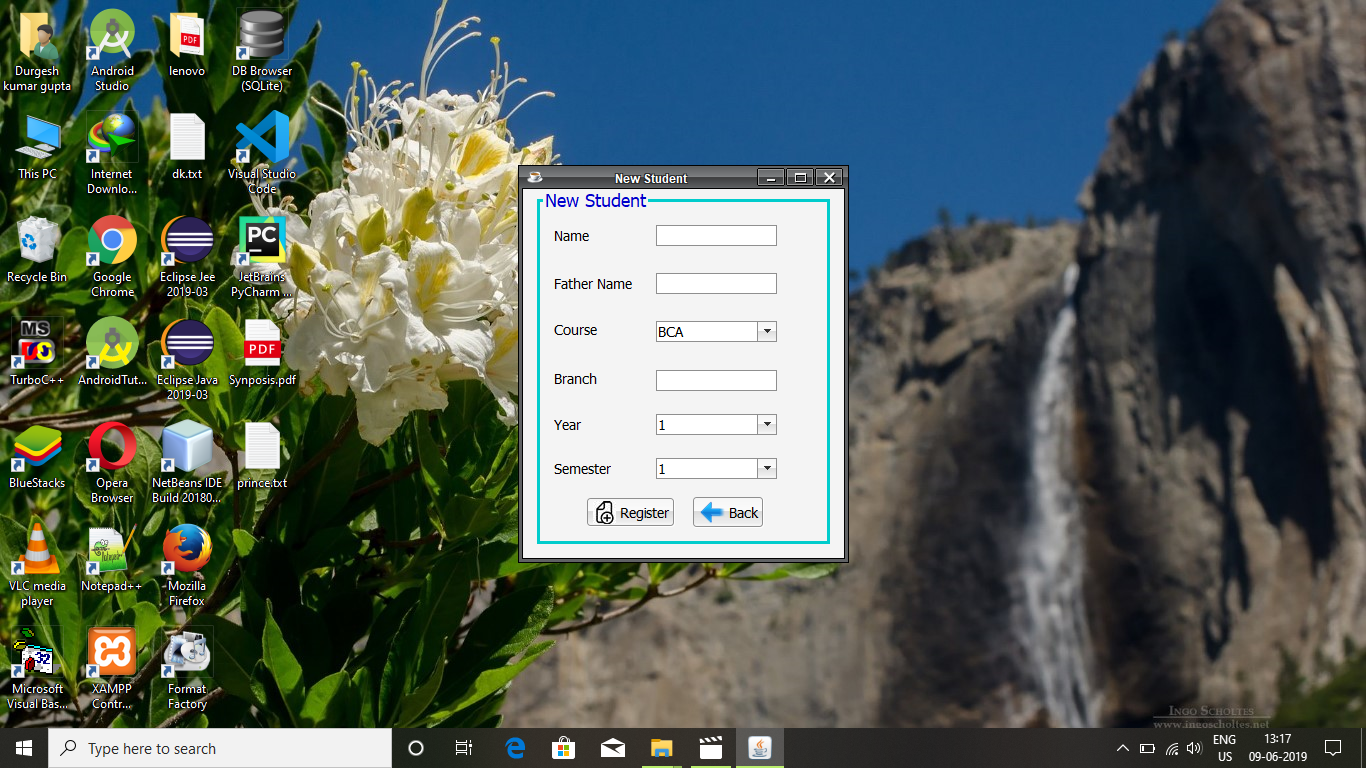 Durgesh
kumar gupta
Android
Studio
lenovo
DB Browser
(SQLite)
This PC
Internet
Downlo...
dk.txt
Visual Studio
Code
Recycle Bin
Google
Chrome
Eclipse Jee
2019-03
PC
JetBrains
PyCharm ...
MS
TurboC++
AndroidTut...
Eclipse Java
2019-03
PDF
Synposis.pdf
BlueStacks
Opera
Browser
NetBeans IDE
Build 20180...
prince.txt
VLC media
player
Notepad++
Mozilla
Firefox
32
Microsoft
Visual Bas...
XAMPP
Contr...
Format
Factory
New Student
New Student
Name
Father Name
Course
BCA
Branch
Year
1
Semester
1
Register
Back
Ingo Scholtes
www.ingoscholtes.net
Type here to search
ENG
US
13:17
09-06-2019